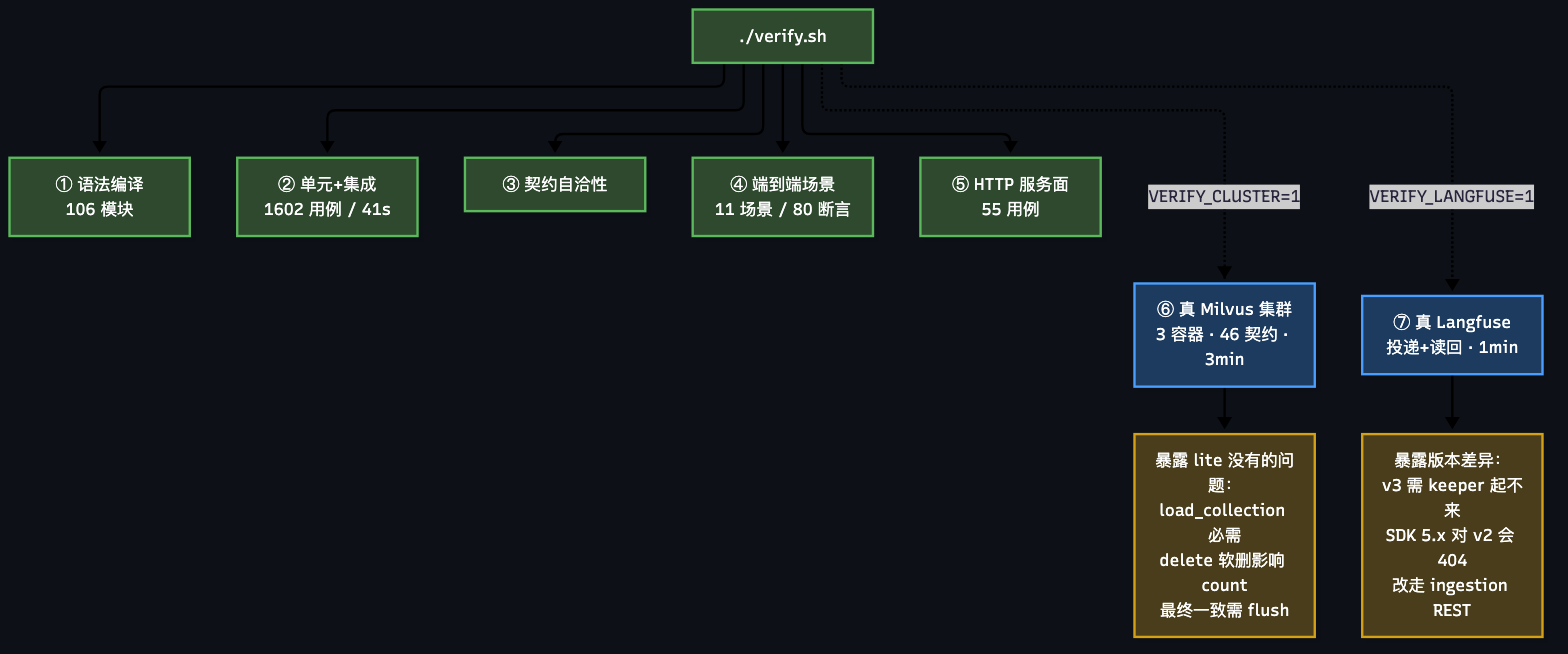 ./verify.sh
① 语法编译
106 模块
② 单元+集成
1602 用例 / 41s
③ 契约自洽性
④ 端到端场景
11 场景 / 80 断言
⑤ HTTP 服务面
55 用例
VERIFY_CLUSTER=1
VERIFY_LANGFUSE=1
⑥ 真 Milvus 集群
3 容器 · 46 契约 ·
3min
⑦ 真 Langfuse
投递+读回 · 1min
暴露 lite 没有的问
题：
load_collection
必需
delete 软删影响
count
最终一致需 flush
暴露版本差异：
v3 需 keeper 起不
来
SDK 5.x 对 v2 会
404
改走 ingestion
REST